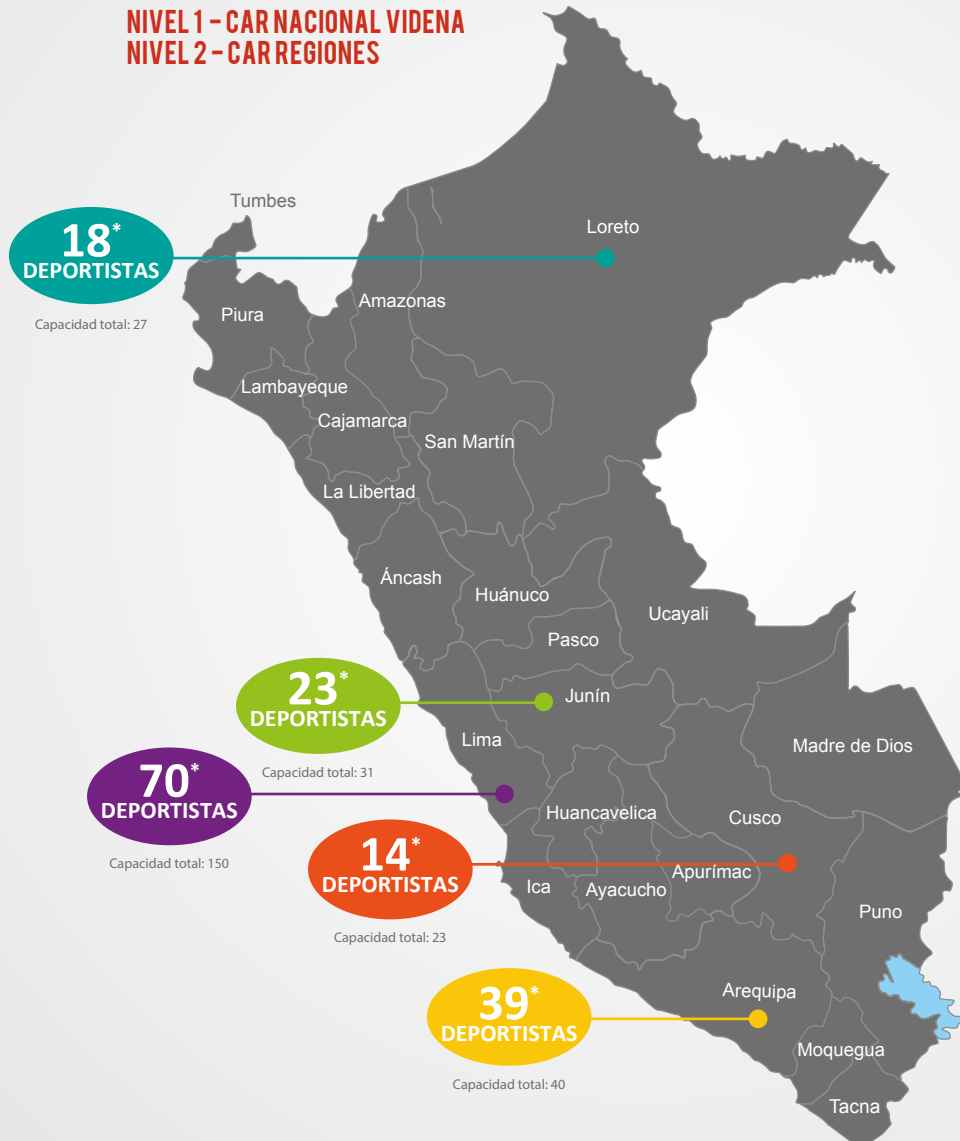 NIVEL 1 – CAR NACIONAL VIDENA
NIVEL 2 – CAR REGIONES
Tumbes
18*
DEPORTISTAS
Capacidad total: 27
Loreto
Piura
Amazonas
Lambayeque
Cajamarca
San Martín
La Libertad
Áncash
Huánuco
Ucayali
Pasco
23*
DEPORTISTAS
Capacidad total: 31
Junín
Lima
Madre de Dios
70*
DEPORTISTAS
Capacidad total: 150
Huancavelica
Cusco
14*
DEPORTISTAS
Capacidad total: 23
Ica
Ayacucho
Apurímac
Puno
39*
DEPORTISTAS
Capacidad total: 40
Arequipa
Moquegua
Tacna